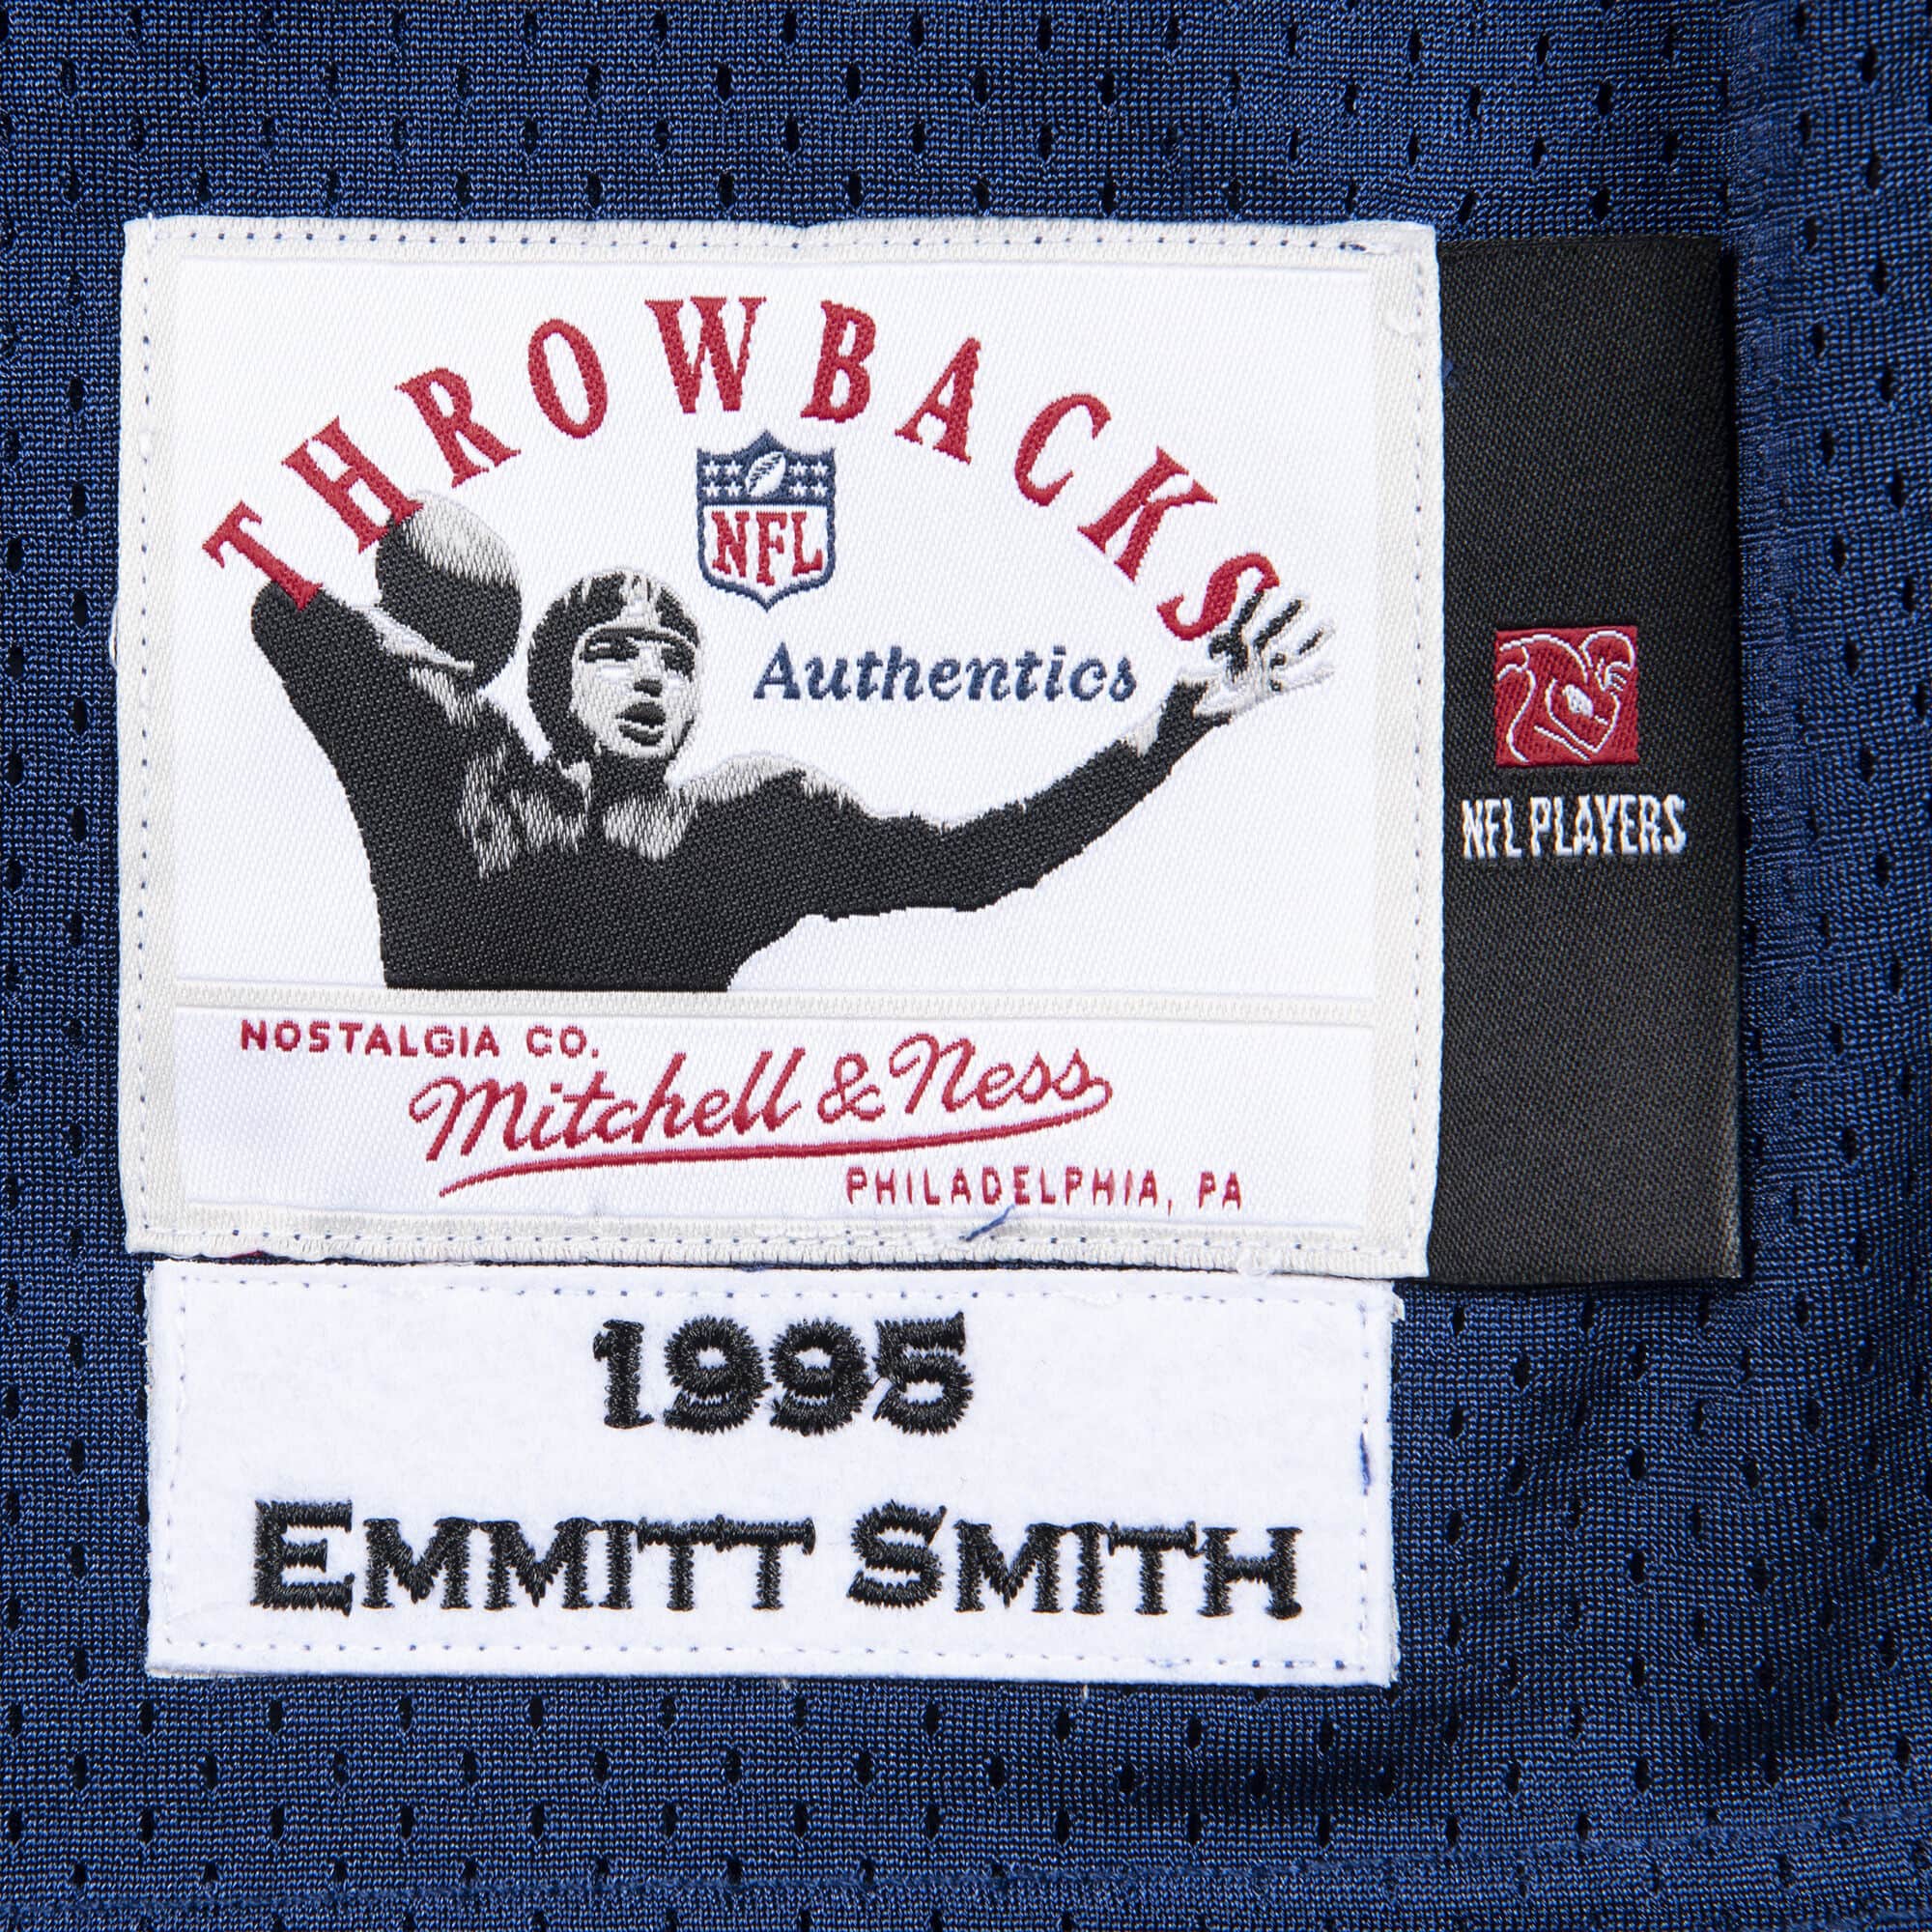 THROWBACKS
NFL
Authentics
NFL PLAYERS
NOSTALGIA CO.
Mitchell & Ness
PHILADELPHIA, PA
1995
EMMITT SMITH